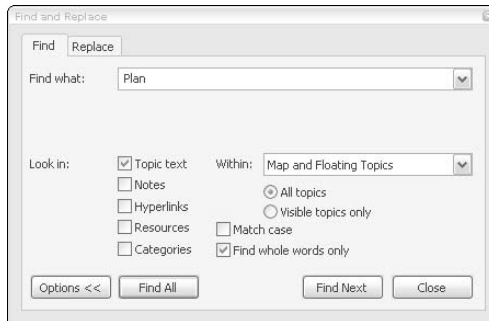 Find and Replace
Find Replace
Find what: Plan
Look in: Topic text Within: Map and Floating Topics
Notes All topics
Hyperlinks Visible topics only
Resources Match case
Categories Find whole words only
Options << Find All Find Next Close